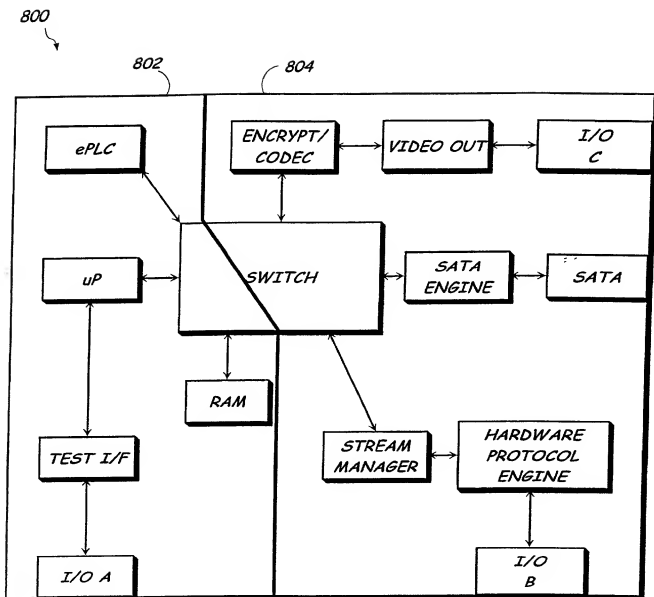 800
802
804
ePLC
ENCRYPT/
CODEC
VIDEO OUT
I/O
C
uP
SWITCH
SATA
ENGINE
SATA
RAM
TEST I/F
STREAM
MANAGER
HARDWARE
PROTOCOL
ENGINE
I/O A
I/O
B